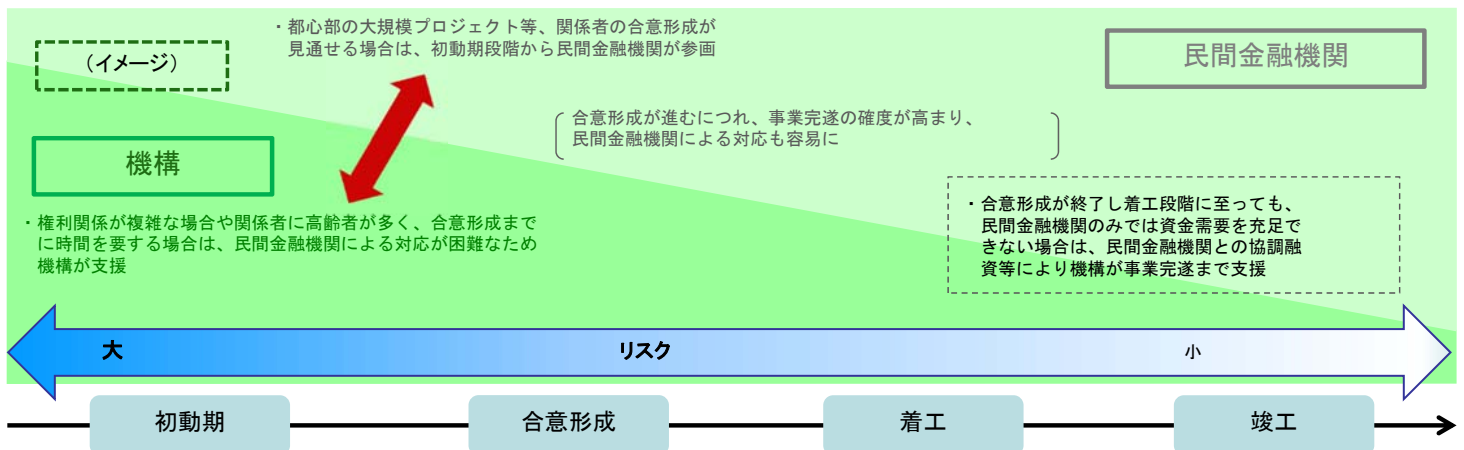 (イメージ)
・都心部の大規模プロジェクト等、関係者の合意形成が
見通せる場合は、初動期段階から民間金融機関が参画
民間金融機関
合意形成が進むにつれ、事業完遂の確度が高まり、
民間金融機関による対応も容易に
機構
・権利関係が複雑な場合や関係者に高齢者が多く、合意形成まで
に時間を要する場合は、民間金融機関による対応が困難なため
機構が支援
・合意形成が終了し着工段階に至っても、
民間金融機関のみでは資金需要を充足で
きない場合は、民間金融機関との協調融
資等により機構が事業完遂まで支援
大 リスク 小
初動期 合意形成 着工 竣工